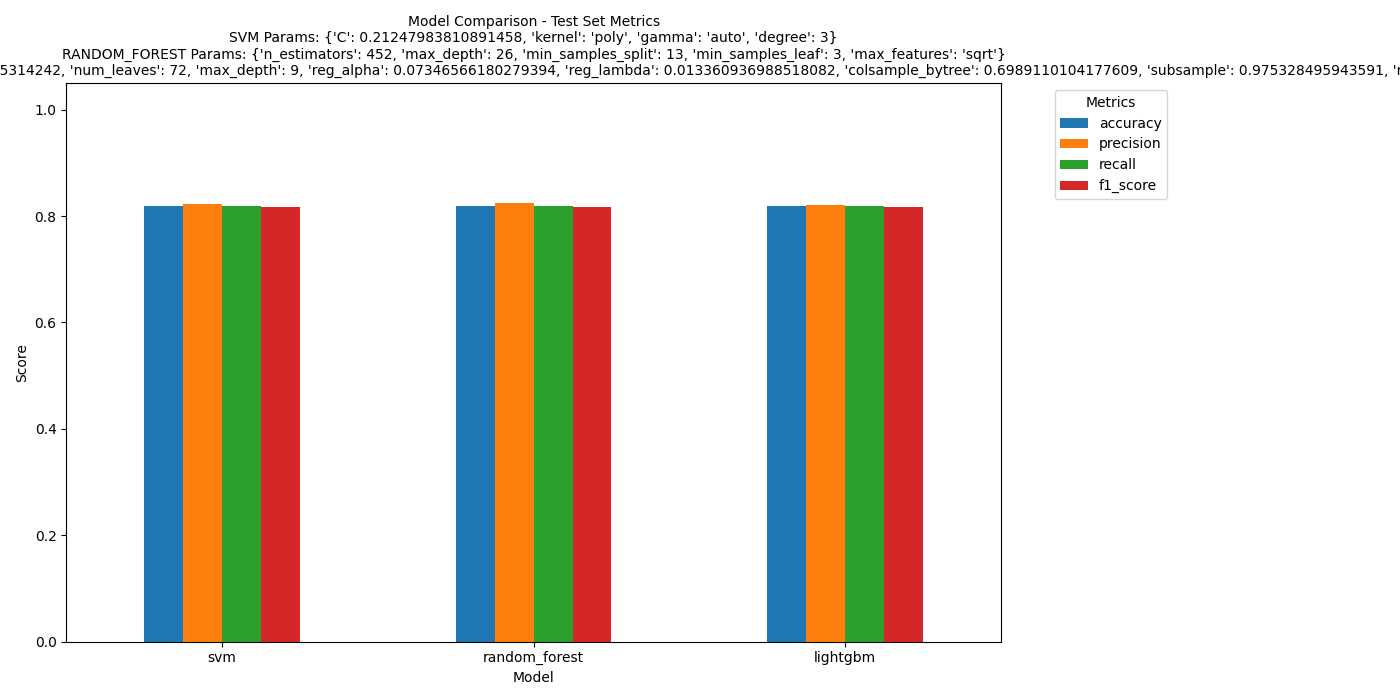 Model Comparison - Test Set Metrics
SVM Params: {'C': 0.21247983810891458, 'kernel': 'poly', 'gamma': 'auto', 'degree': 3}
RANDOM_FOREST Params: {'n_estimators': 452, 'max_depth': 26, 'min_samples_split': 13, 'min_samples_leaf': 3, 'max_features': 'sqrt'}
5314242, 'num_leaves': 72, 'max_depth': 9, 'reg_alpha': 0.07346566180279394, 'reg_lambda': 0.013360936988518082, 'colsample_bytree': 0.6989110104177609, 'subsample': 0.975328495943591,
Metrics
accuracy
precision
recall
f1_score
1.0
0.8
0.6
0.4
0.2
0.0
Score
svm
random_forest
lightgbm
Model